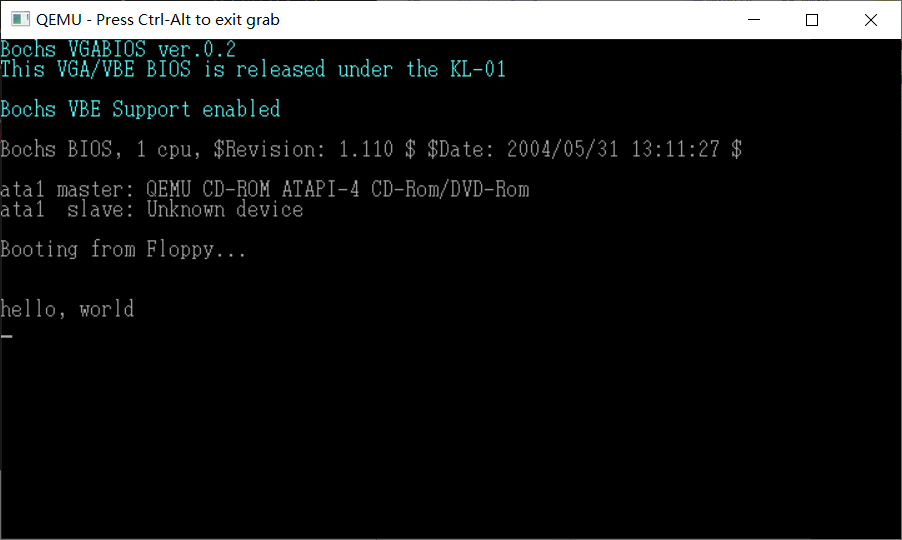 QEMU - Press Ctrl-Alt to exit grab
Bochs VGABIOS ver.0.2
This VGA/VBE BIOS is released under the KL-01
Bochs VBE Support enabled
Bochs BIOS, 1 cpu, $Revision: 1.110 $ $Date: 2004/05/31 13:11:27 $
ata1 master: QEMU CD-ROM ATAPI-4 CD-Rom/DVD-Rom
ata1  slave: Unknown device
Booting from Floppy...
hello, world